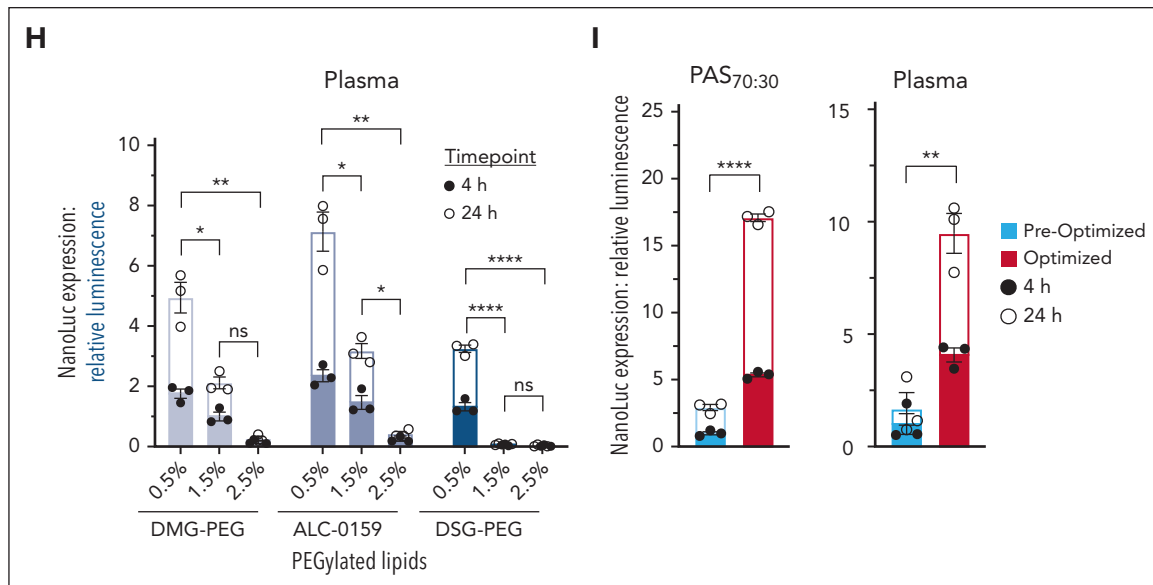 H
Plasma
NanoLuc expression:
relative luminescence
10
8
6
4
2
0
**
*
ns
**
*
*
****
****
ns
Timepoint
4 h
24 h
0.5%
1.5%
2.5%
0.5%
1.5%
2.5%
0.5%
1.5%
2.5%
DMG-PEG
ALC-0159
DSG-PEG
PEGylated lipids
I
PAS70:30
NanoLuc expression: relative luminescence
25
20
15
10
5
0
****
Plasma
15
10
5
0
**
Pre-Optimized
Optimized
4 h
24 h